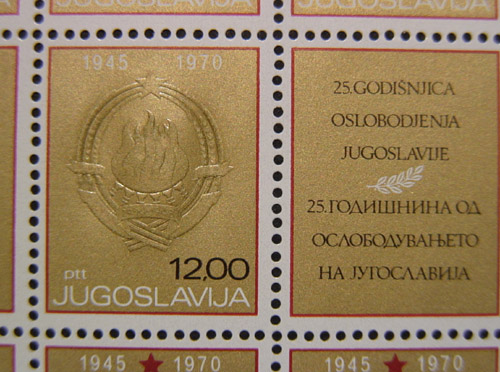 JUGOSLAVIJA
JUGOSLAVIJA
1945 1970
ptt
12,00
JUGOSLAVIJA
25.GODIŠNJICA
OSLOBODJENJA
JUGOSLAVIJE
25.ГОДИШНИНА ОД
ОСЛОБОДУВАЊЕТО
НА ЈУГОСЛАВИЈА
1945 1970
1945 1970